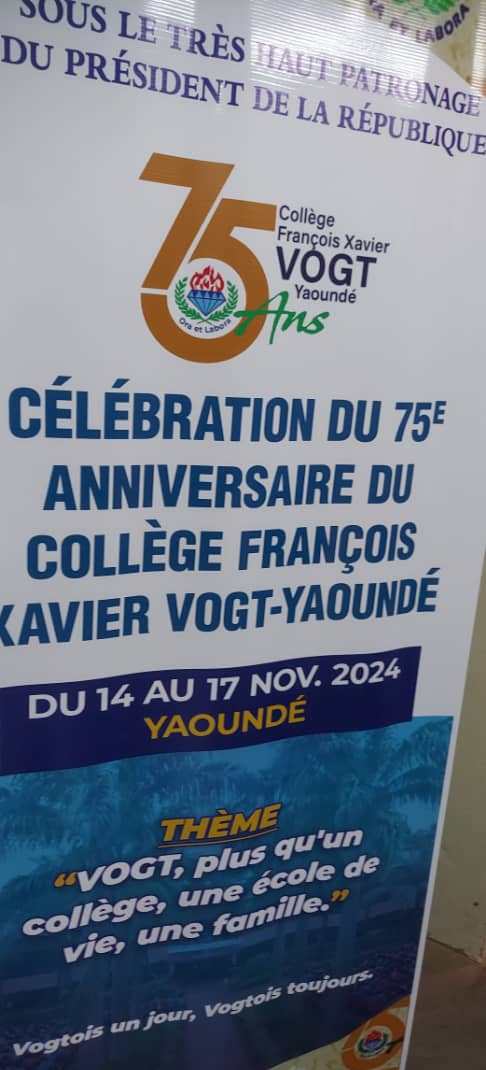 SOUS LE TRÈS HAUT PATRONAGE
DU PRÉSIDENT DE LA RÉPUBLIQUE
ET LABORA
75
Collège
François Xavier
VOGT
Yaoundé
Ans
Ora et Labora
CÉLÉBRATION DU 75E
ANNIVERSAIRE DU
COLLÈGE FRANÇOIS
XAVIER VOGT-YAOUNDÉ
DU 14 AU 17 NOV. 2024
YAOUNDÉ
THÈME
“VOGT, plus qu'un
collège, une école de
vie, une famille.”
Vogtois un jour, Vogtois toujours.